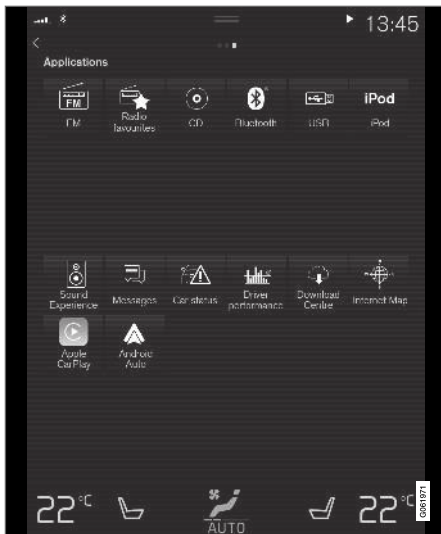 13:45
Applications
FM
iPod
FM
Radio
favourites
CD
Bluetooth
USB
iPod
Sound
Experience
Messages
Car status
Driver
performance
Download
Centre
Internet Map
Apple
CarPlay
Android
Auto
22°C
AUTO
22°C
G061971